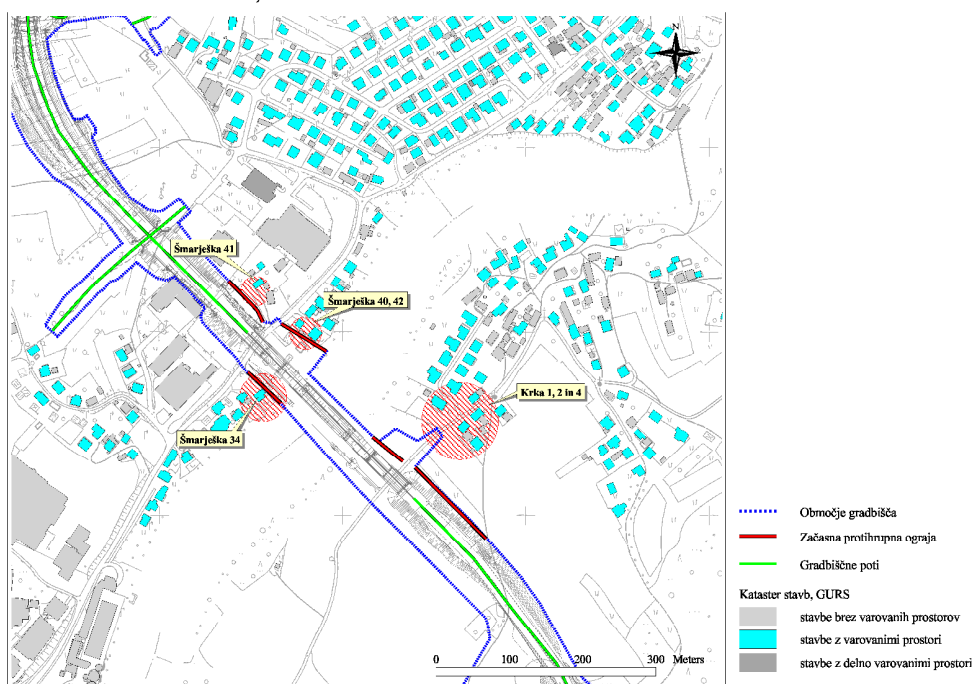 N
Šmarješka 41
Šmarješka 40, 42
Krka 1, 2 in 4
Šmarješka 34
Območje gradbišča
Začasna protihrupna ograja
Gradbiščne poti
Kataster stavb, GURS
stavbe brez varovanih prostorov
stavbe z varovanimi prostori
stavbe z delno varovanimi prostori
0 100 200 300 Meters